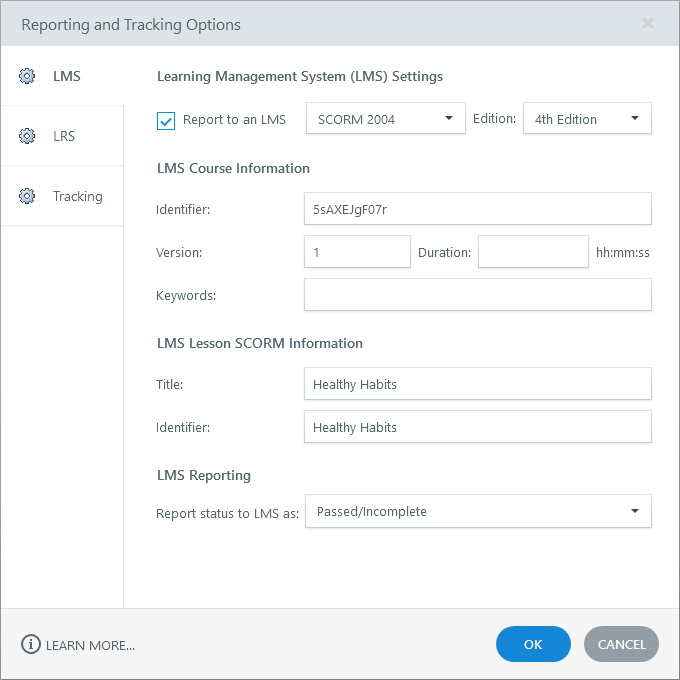 Reporting and Tracking Options
LMS
LRS
Tracking
Learning Management System (LMS) Settings
Report to an LMS SCORM 2004 Edition: 4th Edition
LMS Course Information
Identifier: 5sAXEJgF07r
Version: 1 Duration: hh:mm:ss
Keywords:
LMS Lesson SCORM Information
Title: Healthy Habits
Identifier: Healthy Habits
LMS Reporting
Report status to LMS as: Passed/Incomplete
LEARN MORE...
OK CANCEL